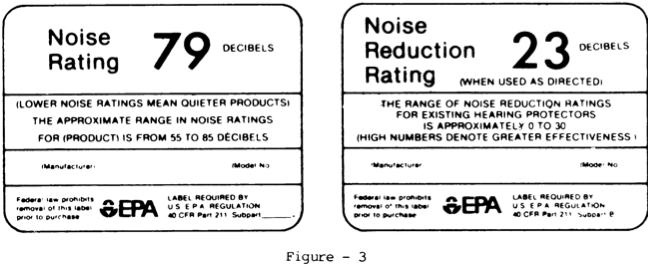 Noise
Rating
79
DECIBELS
(LOWER NOISE RATINGS MEAN QUIETER PRODUCTS)
THE APPROXIMATE RANGE IN NOISE RATINGS
FOR (PRODUCT) IS FROM 55 TO 85 DECIBELS
(Manufacturer) (Model No.
Federal law prohibits
removal of this label
prior to purchase
EPA
LABEL REQUIRED BY
U S E P A REGULATION
40 CFR Part 211 Subpart______
Noise
Reduction
Rating
23
DECIBELS
(WHEN USED AS DIRECTED)
THE RANGE OF NOISE REDUCTION RATINGS
FOR EXISTING HEARING PROTECTORS
IS APPROXIMATELY 0 TO 30
(HIGH NUMBERS DENOTE GREATER EFFECTIVENESS)
(Manufacturer (Model No
Federal law prohibits
removal of this label
prior to purchase
EPA
LABEL REQUIRED BY
U S E P A REGULATION
40 CFR Part 211 Subpart B
Figure - 3